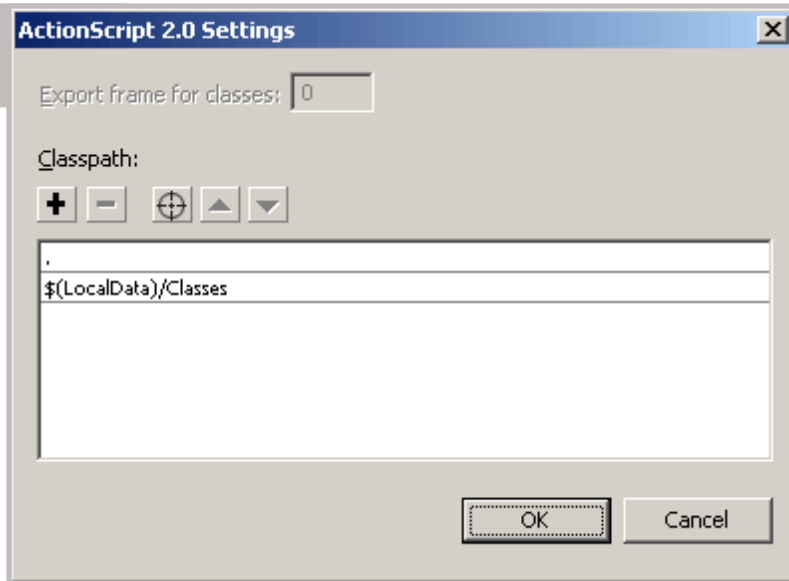 ActionScript 2.0 Settings
Export frame for classes: 0
Classpath:
.
$(LocalData)/Classes
OK Cancel